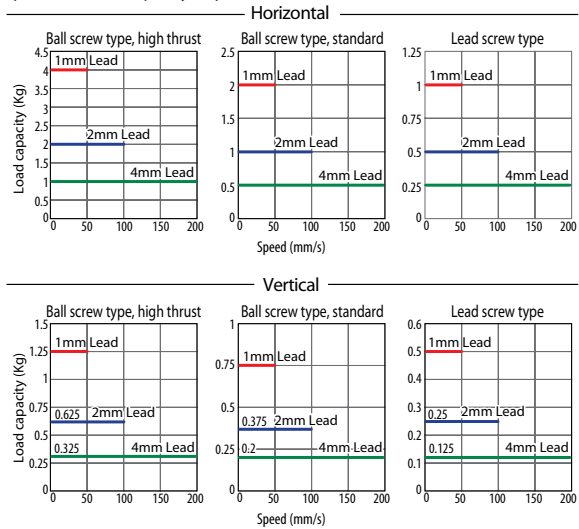 Horizontal
Ball screw type, high thrust
Ball screw type, standard
Lead screw type
Load capacity (Kg)
4.5
4
3.5
3
2.5
2
1.5
1
0.5
0
1mm Lead
2mm Lead
4mm Lead
0 50 100 150 200
2.5
2
1.5
1
0.5
0
1mm Lead
2mm Lead
4mm Lead
0 50 100 150 200
1.25
1
0.75
0.5
0.25
0
1mm Lead
2mm Lead
4mm Lead
0 50 100 150 200
Speed (mm/s)
Vertical
Ball screw type, high thrust
Ball screw type, standard
Lead screw type
Load capacity (Kg)
1.5
1.25
1
0.75
0.5
0.25
0
1mm Lead
0.625 2mm Lead
0.325 4mm Lead
0 50 100 150 200
1
0.75
0.5
0.25
0
1mm Lead
0.375 2mm Lead
0.2 4mm Lead
0 50 100 150 200
0.6
0.5
0.4
0.3
0.2
0.1
0
1mm Lead
0.25 2mm Lead
0.125 4mm Lead
0 50 100 150 200
Speed (mm/s)